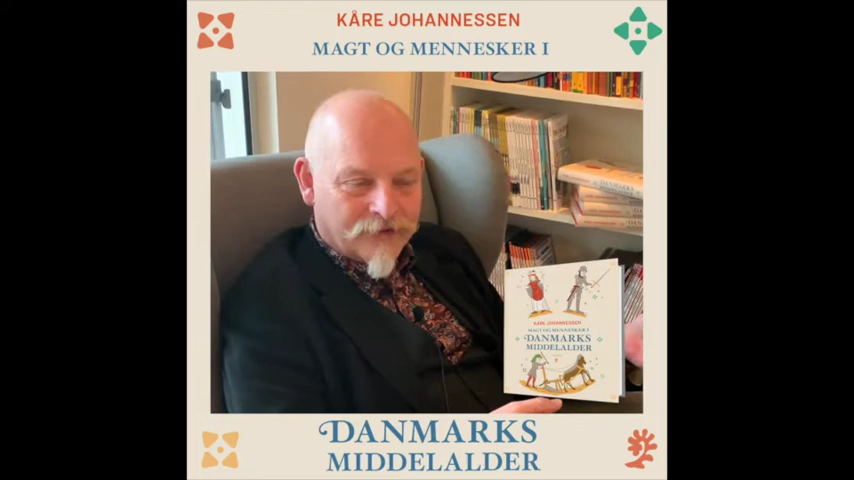 KÅRE JOHANNESSEN
MAGT OG MENNESKER I
KÅRE JOHANNESSEN
MAGT OG MENNESKER I
DANMARKS
MIDDELALDER
DANMARKS
MIDDELALDER